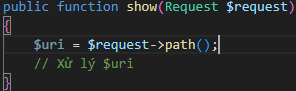 public function show(Request $request)
{
    $uri = $request->path();
    // Xử lý $uri
}